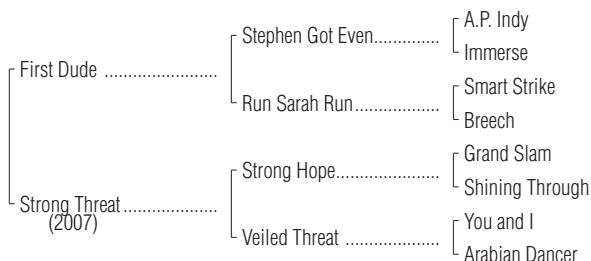 A.P. Indy
Stephen Got Even..............
Immerse
First Dude ........................
Smart Strike
Run Sarah Run..................
Breech
Grand Slam
Strong Hope......................
Shining Through
Strong Threat....................
(2007)
You and I
Veiled Threat ....................
Arabian Dancer